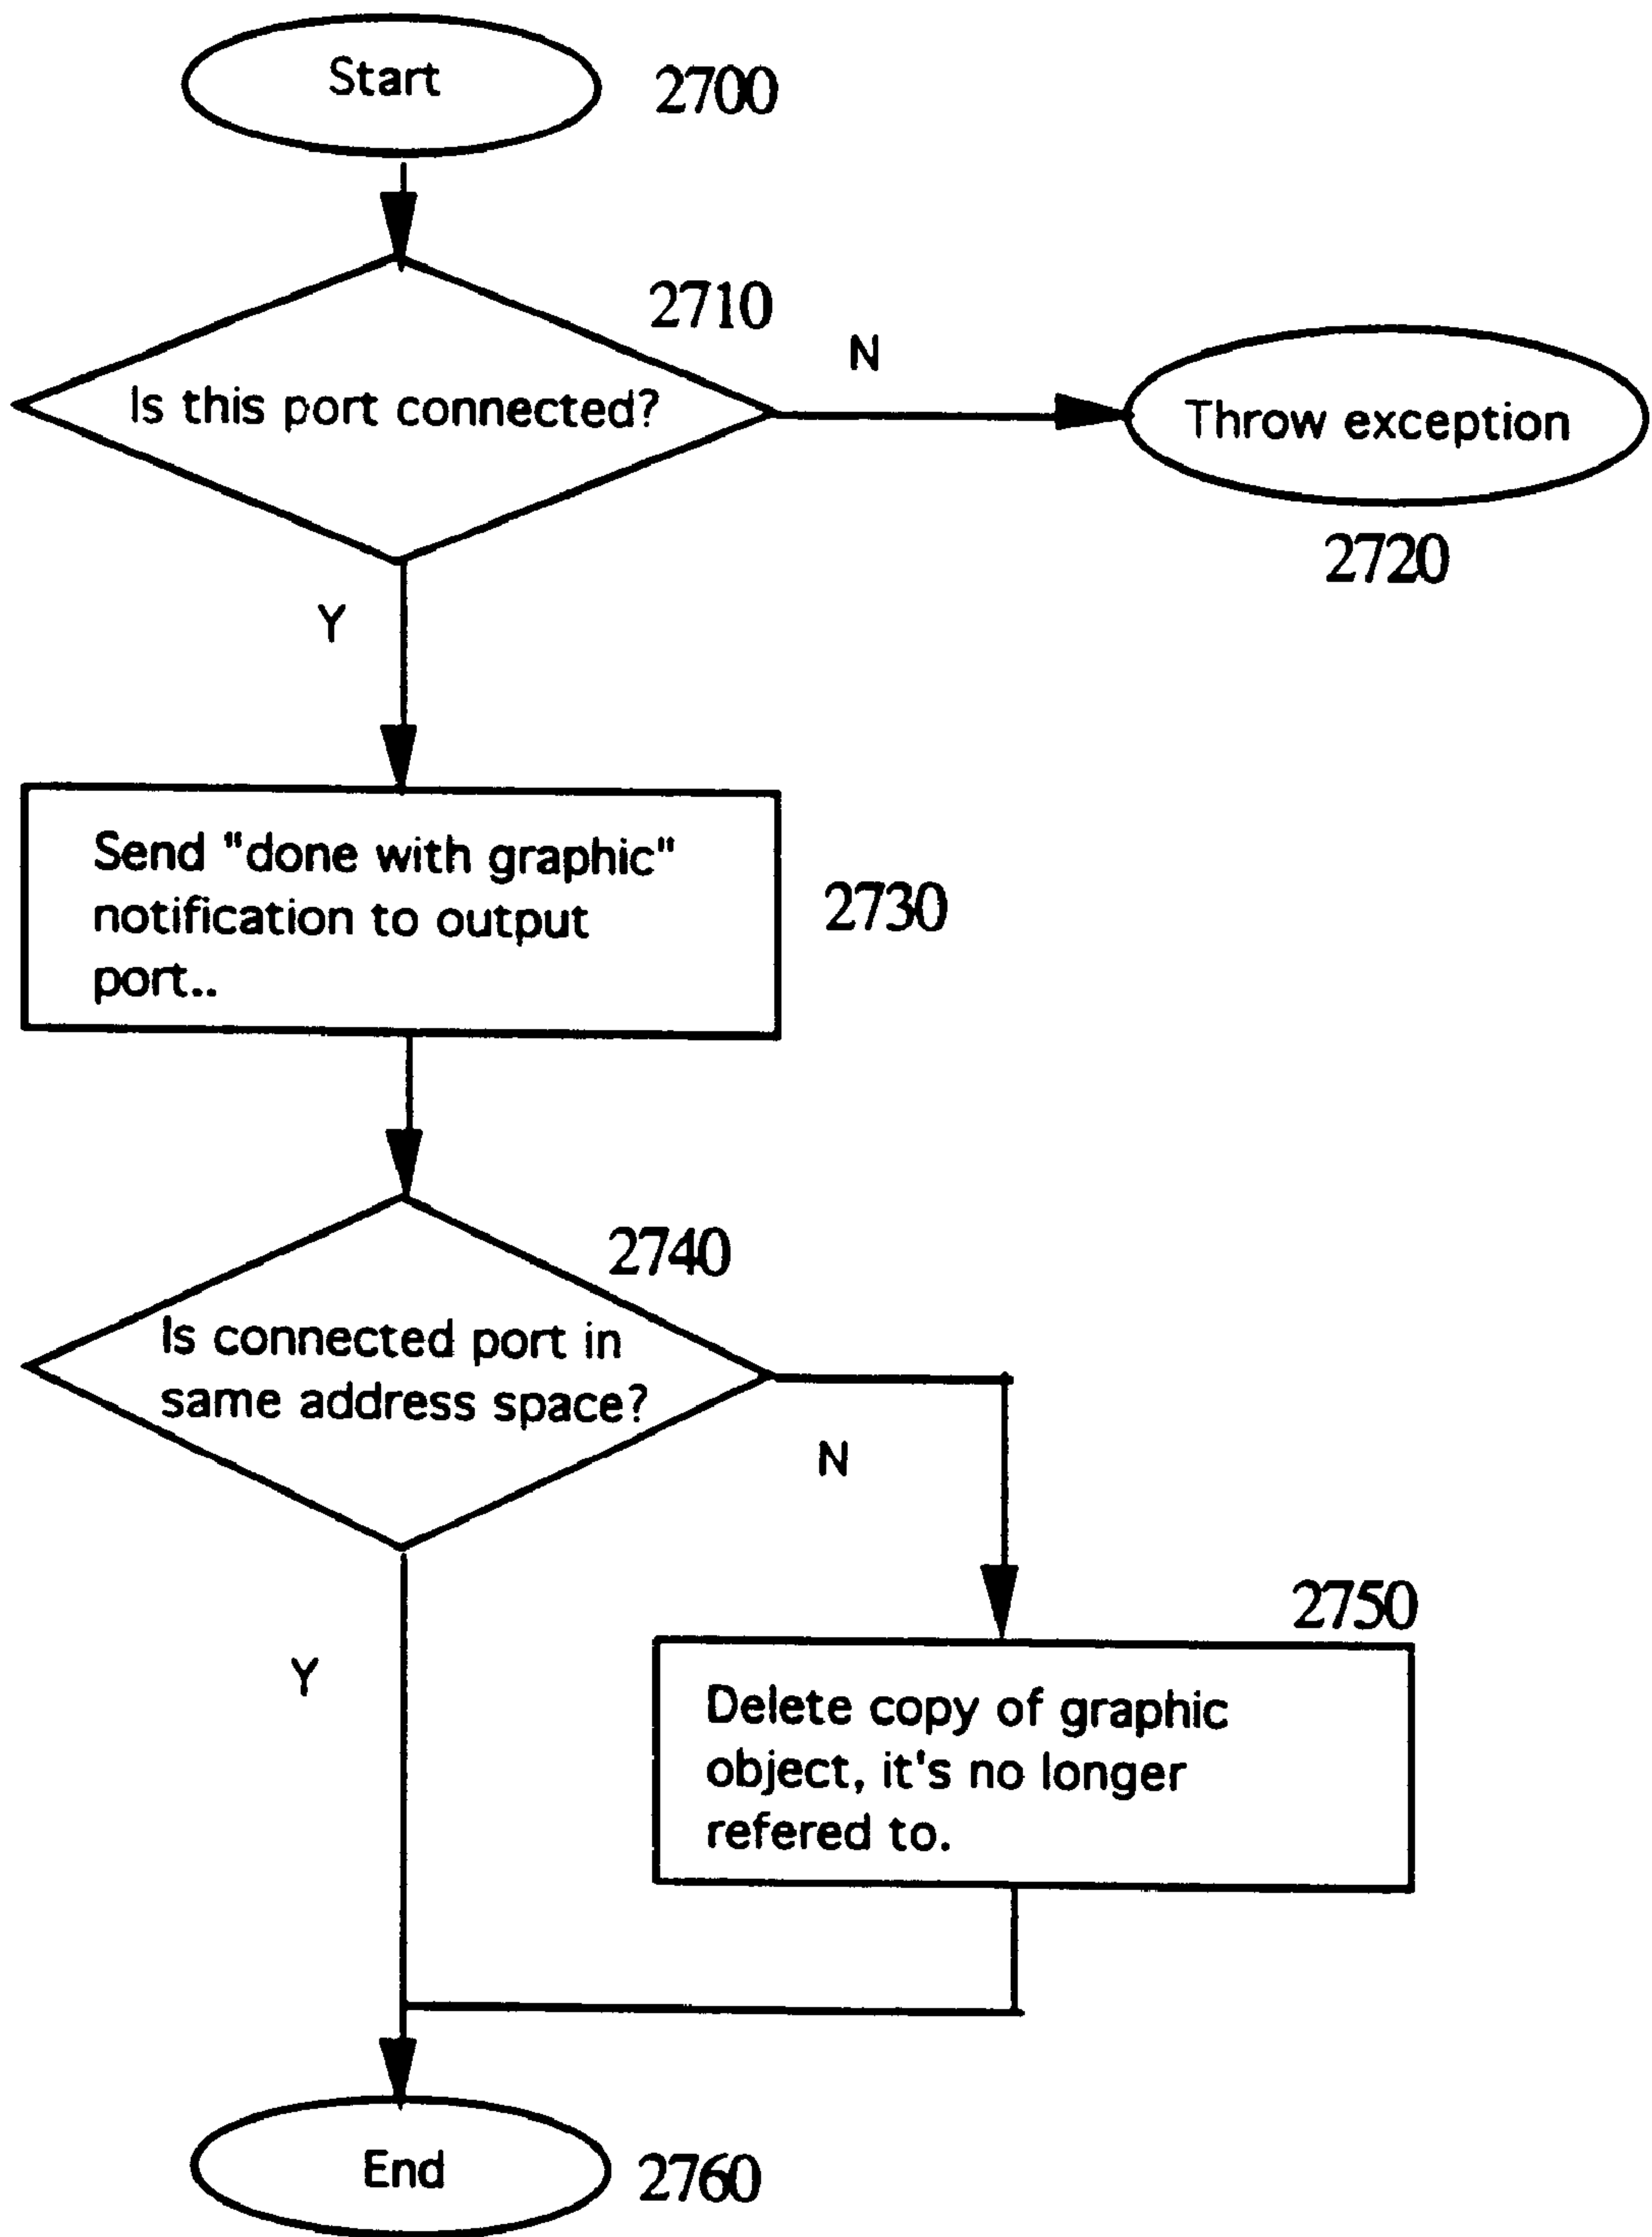 Start
2700
2710
N
Is this port connected?
Throw exception
2720
Y
Send "done with graphic"
notification to output
port..
2730
2740
Is connected port in
same address space?
N
2750
Y
Delete copy of graphic
object, it's no longer
refered to.
End
2760